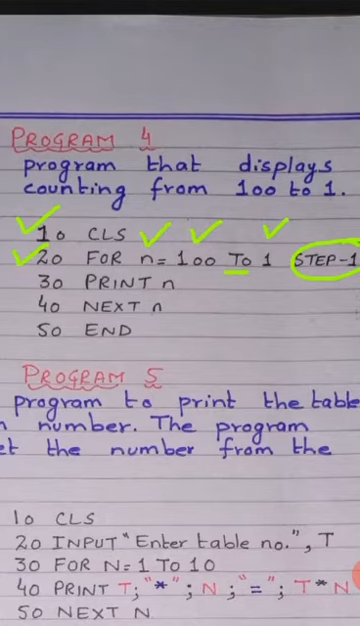 PROGRAM 4
program that displays
counting from 100 to 1.
10 CLS
20 FOR n=100 To 1 STEP-1
30 PRINT n
40 NEXT n
50 END
PROGRAM 5
program to print the table
number. The program
the number from the
10 CLS
20 INPUT "Enter table no.", T
30 FOR N=1 TO 10
40 PRINT T; "*"; N ; "="; T*N
50 NEXT N